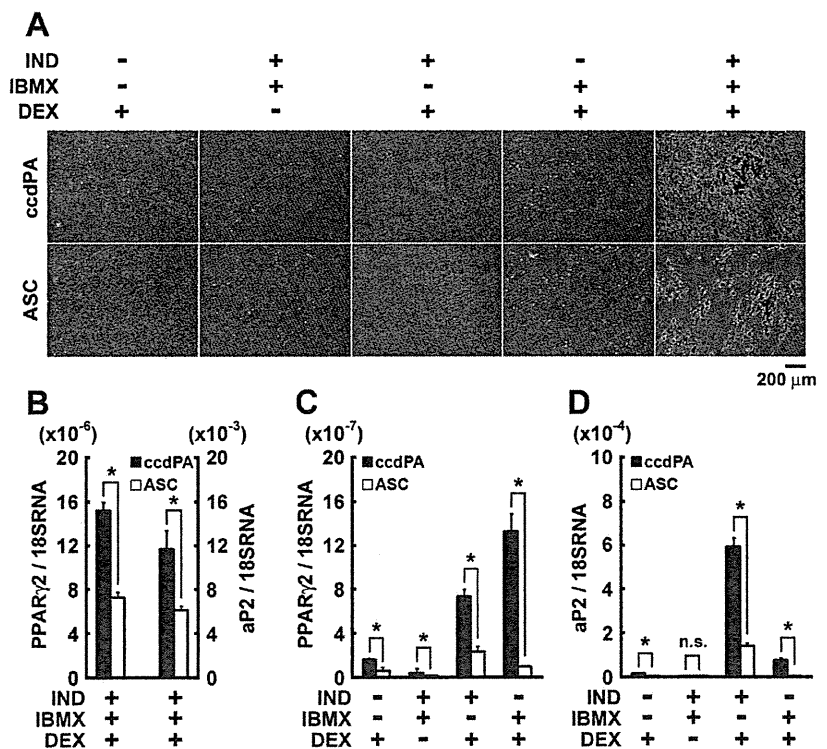 A
IND - + + - +
IBMX - + - + +
DEX + - + + +
ccdPA
ASC
200 μm
B
(x10-6) (x10-3)
20 20
16 16
12 12
8 8
4 4
0 0
PPARγ2 / 18SRNA
aP2 / 18SRNA
ccdPA
ASC
* *
IND + +
IBMX + +
DEX + +
C
(x10-7)
20
16
12
8
4
0
PPARγ2 / 18SRNA
ccdPA
ASC
* * * *
IND - + + -
IBMX - + - +
DEX + - + +
D
(x10-4)
10
8
6
4
2
0
aP2 / 18SRNA
ccdPA
ASC
* n.s. * *
IND - + + -
IBMX - + - +
DEX + - + +